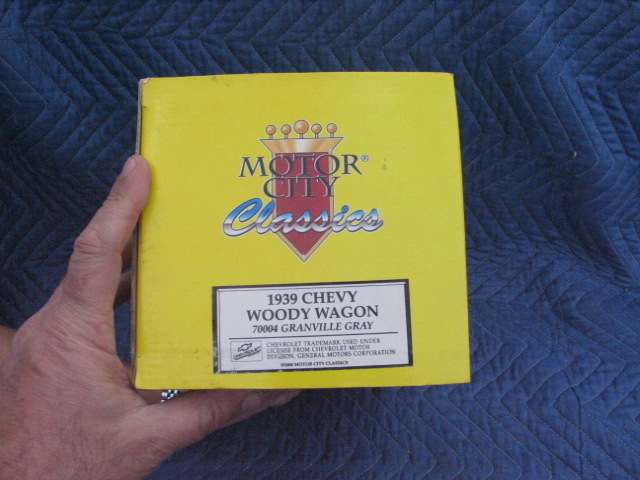 MOTOR®
CITY
Classics
1939 CHEVY
WOODY WAGON
70004 GRANVILLE GRAY
CHEVROLET
CHEVROLET TRADEMARK USED UNDER
LICENSE FROM CHEVROLET MOTOR
DIVISION, GENERAL MOTORS CORPORATION
©2000 MOTOR CITY CLASSICS